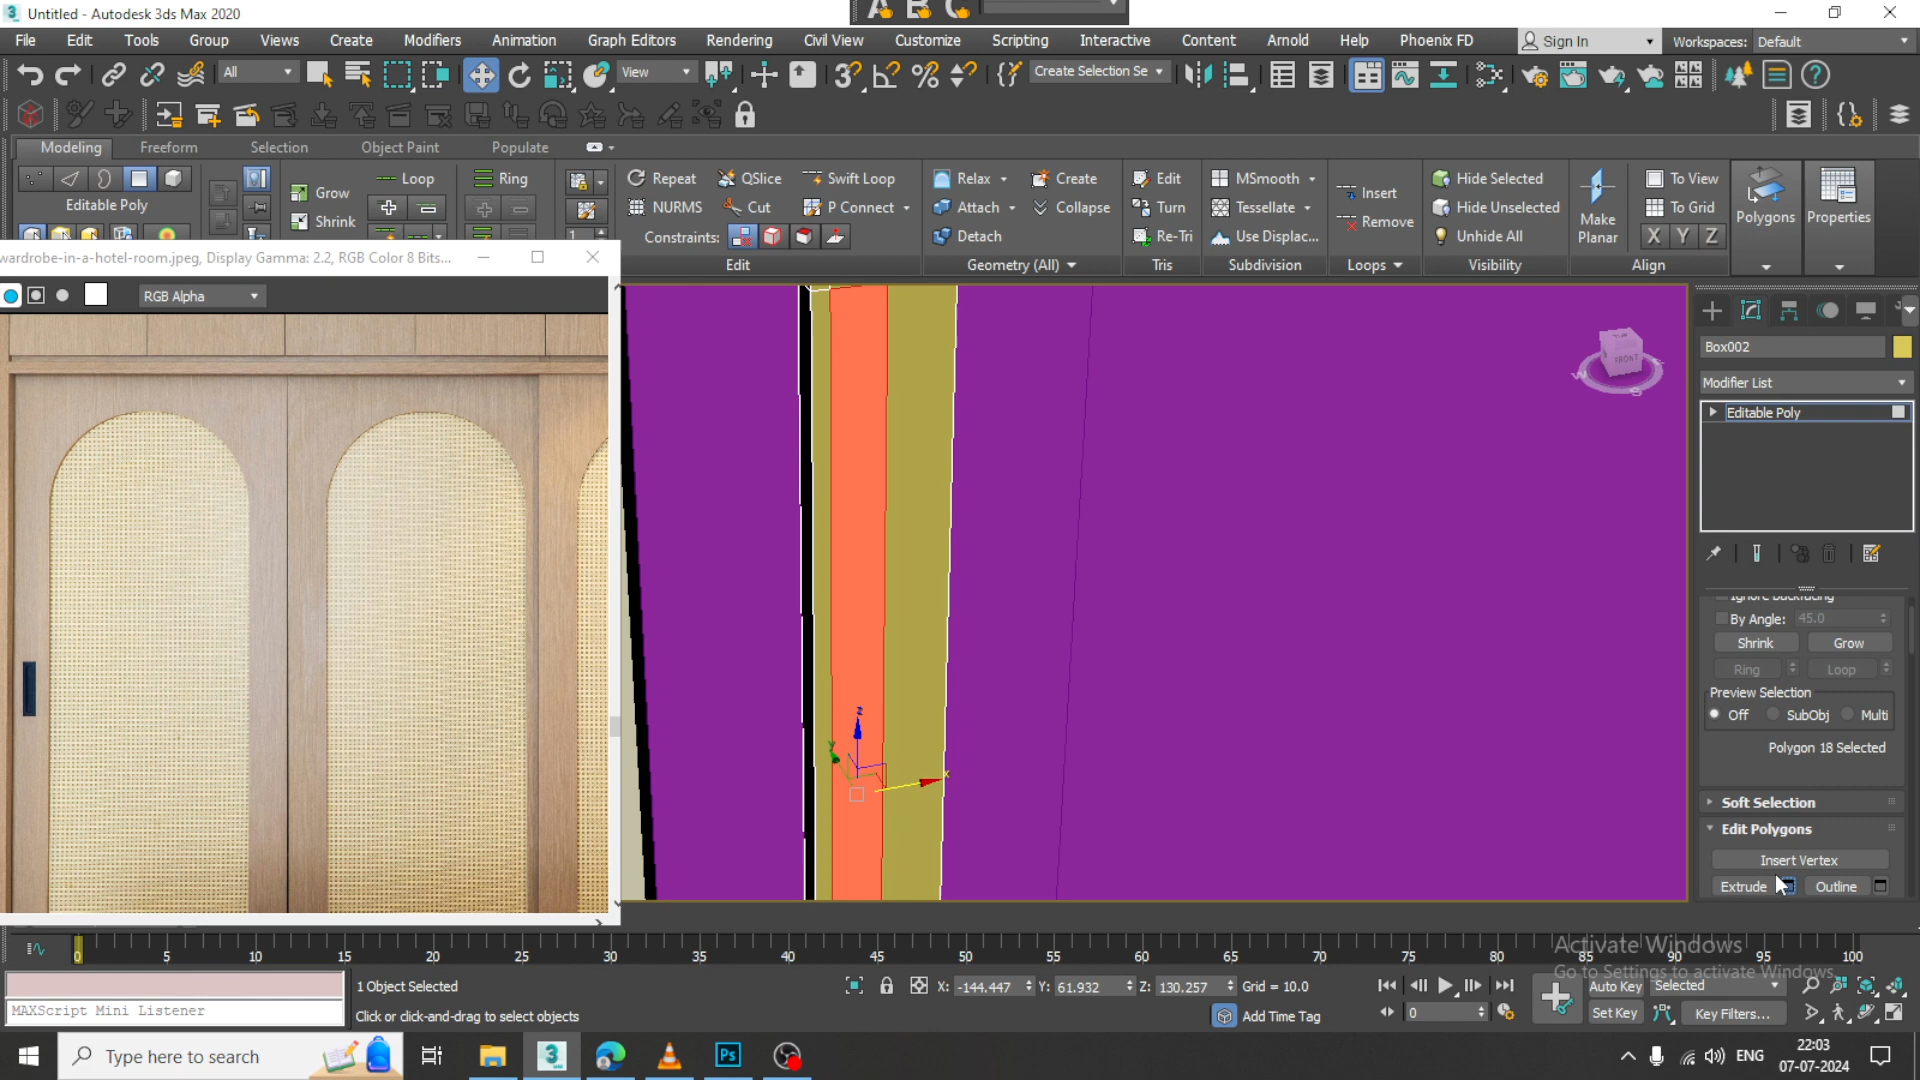 Untitled - Autodesk 3ds Max 2020
File Edit Tools Group Views Create Modifiers Animation Graph Editors Rendering Civil View Customize Scripting Interactive Content Arnold Help Phoenix FD Sign In Workspaces: Default
All View Create Selection Se
Modeling Freeform Selection Object Paint Populate
Grow Loop Ring Repeat QSlice Swift Loop Relax Create Edit MSmooth Insert Hide Selected To View
Editable Poly Shrink NURMS Cut P Connect Attach Collapse Turn Tessellate Remove Hide Unselected Make Planar To Grid Polygons Properties
1 Constraints: Detach Re-Tri Use Displac... Unhide All X Y Z
Edit Geometry (All) Tris Subdivision Loops Visibility Align
wardrobe-in-a-hotel-room.jpeg, Display Gamma: 2.2, RGB Color 8 Bits...
RGB Alpha
FRONT
Box002
Modifier List
Editable Poly
Ignore Backfacing
By Angle: 45.0
Shrink Grow
Ring Loop
Preview Selection
Off SubObj Multi
Polygon 18 Selected
Soft Selection
Edit Polygons
Insert Vertex
Extrude Outline
z
y
x
0 5 10 15 20 25 30 35 40 45 50 55 60 65 70 75 80 85 90 95 100
Activate Windows
Go to Settings to activate Windows.
1 Object Selected X: -144.447 Y: 61.932 Z: 130.257 Grid = 10.0 Auto Key Selected
MAXScript Mini Listener Click or click-and-drag to select objects Add Time Tag 0 Set Key Key Filters...
Type here to search
Ps
ENG
22:03
07-07-2024